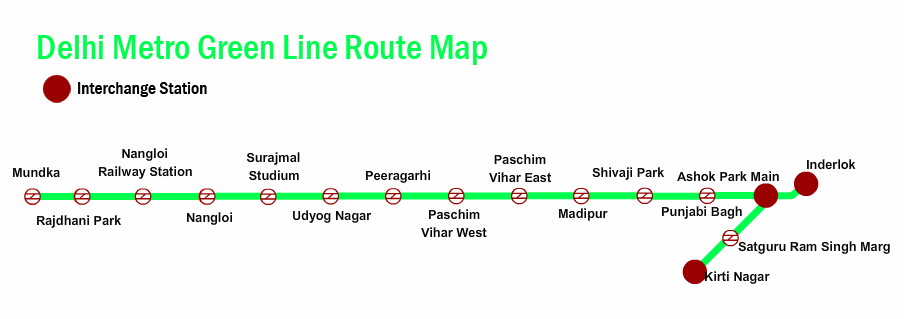 Delhi Metro Green Line Route Map
Interchange Station
Mundka
Rajdhani Park
Nangloi
Railway Station
Nangloi
Surajmal
Studium
Udyog Nagar
Peeragarhi
Paschim
Vihar West
Paschim
Vihar East
Madipur
Shivaji Park
Punjabi Bagh
Ashok Park Main
Inderlok
Satguru Ram Singh Marg
Kirti Nagar